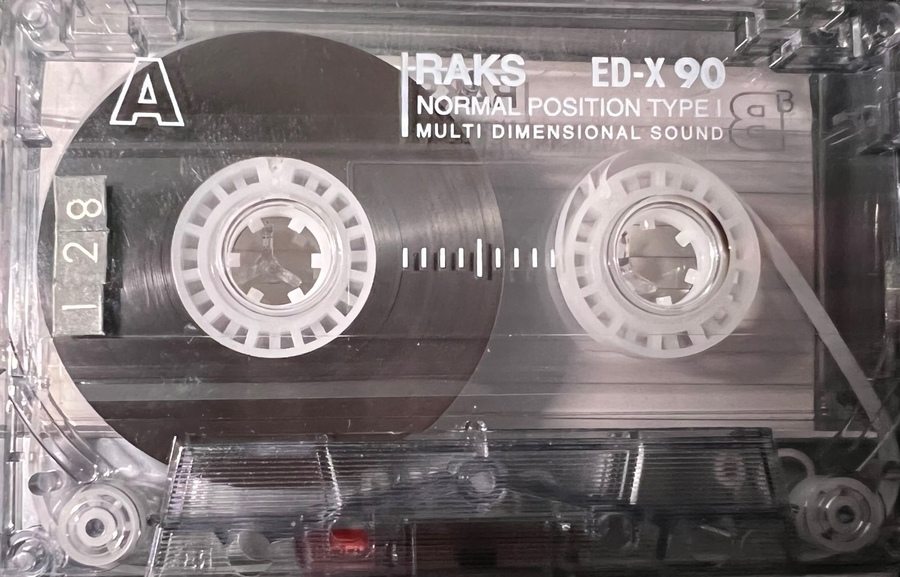 A
RAKS ED-X 90
NORMAL POSITION TYPE I
MULTI DIMENSIONAL SOUND
B
128